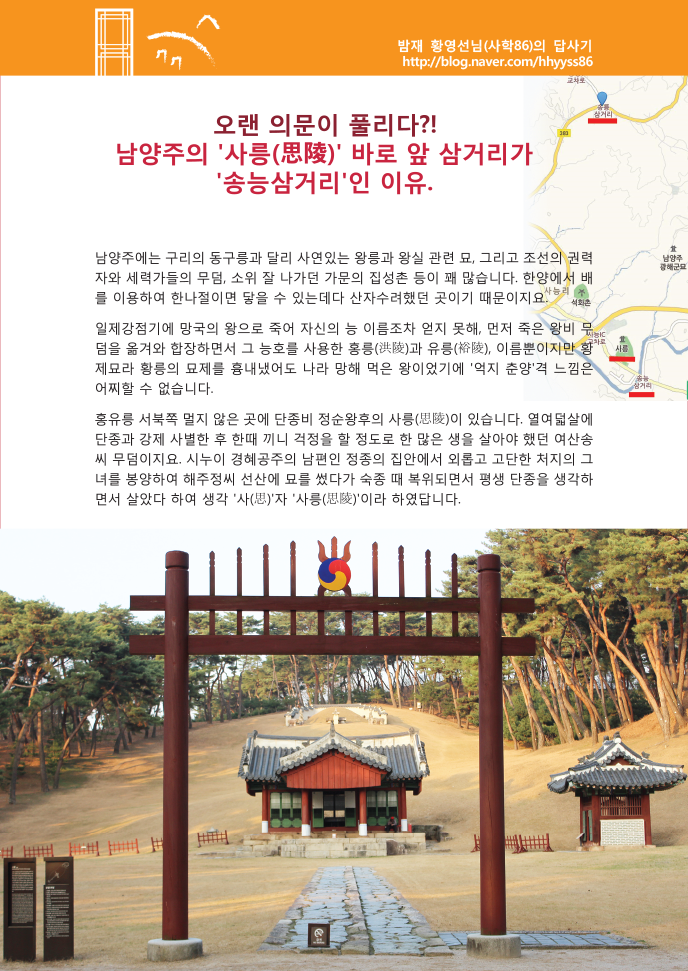 밤재 황영선님(사학86)의 답사기
http://blog.naver.com/hhyyss86
오랜 의문이 풀리다?!
남양주의 '사릉(思陵)' 바로 앞 삼거리가
'송능삼거리'인 이유.
교차로
송릉
삼거리
383
남양주
광해군묘
사능리
석화촌
사능IC
교차로
사릉
송능
삼거리
남양주에는 구리의 동구릉과 달리 사연있는 왕릉과 왕실 관련 묘, 그리고 조선의 권력
자와 세력가들의 무덤, 소위 잘 나가던 가문의 집성촌 등이 꽤 많습니다. 한양에서 배
를 이용하여 한나절이면 닿을 수 있는데다 산자수려했던 곳이기 때문이지요.
일제강점기에 망국의 왕으로 죽어 자신의 능 이름조차 얻지 못해, 먼저 죽은 왕비 무
덤을 옮겨와 합장하면서 그 능호를 사용한 홍릉(洪陵)과 유릉(裕陵), 이름뿐이지만 황
제묘라 황릉의 묘제를 흉내냈어도 나라 망해 먹은 왕이었기에 '억지 춘양'격 느낌은
어찌할 수 없습니다.
홍유릉 서북쪽 멀지 않은 곳에 단종비 정순왕후의 사릉(思陵)이 있습니다. 열여덟살에
단종과 강제 사별한 후 한때 끼니 걱정을 할 정도로 한 많은 생을 살아야 했던 여산송
씨 무덤이지요. 시누이 경혜공주의 남편인 정종의 집안에서 외롭고 고단한 처지의 그
녀를 봉양하여 해주정씨 선산에 묘를 썼다가 숙종 때 복위되면서 평생 단종을 생각하
면서 살았다 하여 생각 '사(思)'자 '사릉(思陵)'이라 하였답니다.